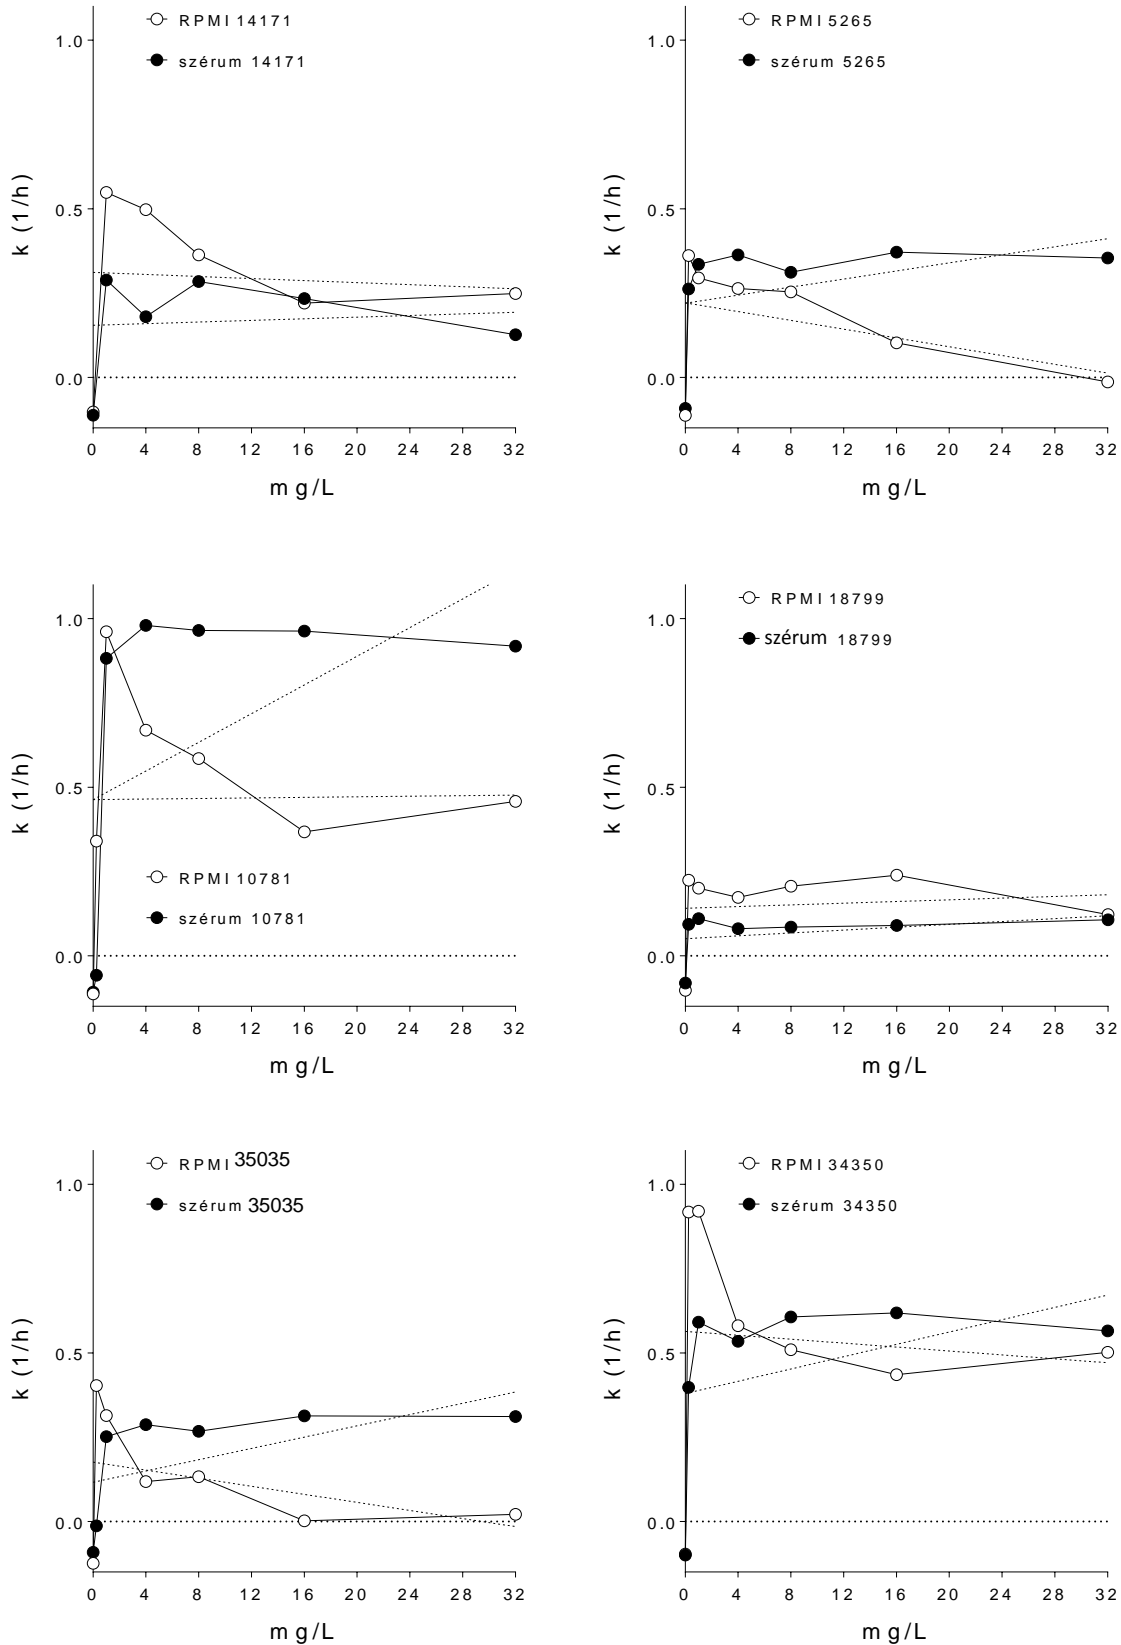 RPMI 14171
szérum 14171
1.0
0.5
0.0
k (1/h)
0 4 8 12 16 20 24 28 32
mg/L
RPMI 5265
szérum 5265
1.0
0.5
0.0
k (1/h)
0 4 8 12 16 20 24 28 32
mg/L
1.0
0.5
0.0
k (1/h)
RPMI 10781
szérum 10781
0 4 8 12 16 20 24 28 32
mg/L
RPMI 18799
szérum 18799
1.0
0.5
0.0
k (1/h)
0 4 8 12 16 20 24 28 32
mg/L
RPMI 35035
szérum 35035
1.0
0.5
0.0
k (1/h)
0 4 8 12 16 20 24 28 32
mg/L
RPMI 34350
szérum 34350
1.0
0.5
0.0
k (1/h)
0 4 8 12 16 20 24 28 32
mg/L